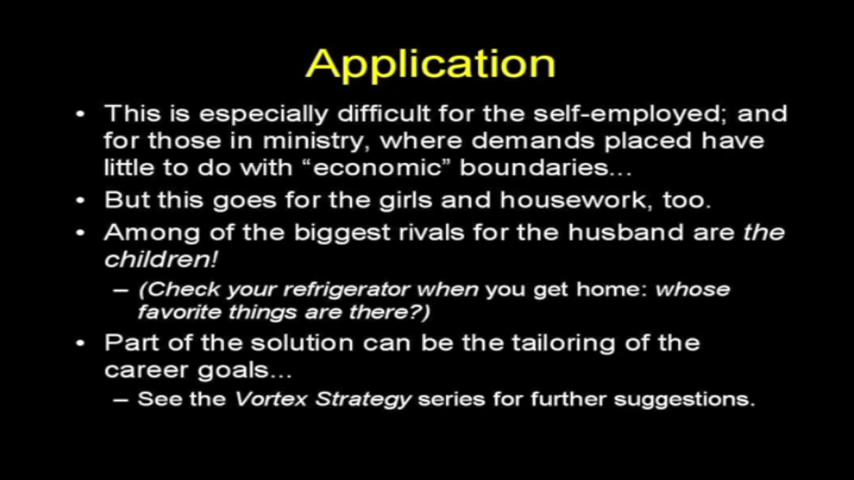 Application
• This is especially difficult for the self-employed; and
for those in ministry, where demands placed have
little to do with “economic” boundaries...
• But this goes for the girls and housework, too.
• Among of the biggest rivals for the husband are the
children!
– (Check your refrigerator when you get home: whose
favorite things are there?)
• Part of the solution can be the tailoring of the
career goals...
– See the Vortex Strategy series for further suggestions.